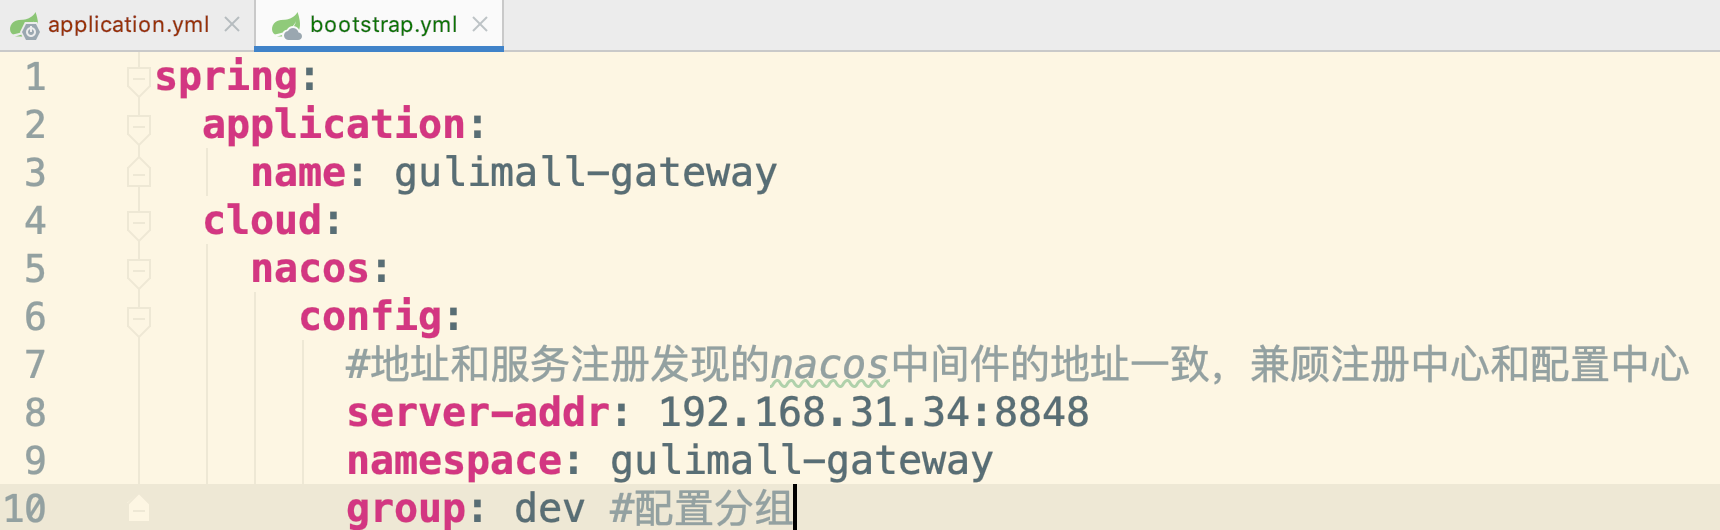 application.yml bootstrap.yml
1 spring:
2 application:
3 name: gulimall-gateway
4 cloud:
5 nacos:
6 config:
7 #地址和服务注册发现的nacos中间件的地址一致，兼顾注册中心和配置中心
8 server-addr: 192.168.31.34:8848
9 namespace: gulimall-gateway
10 group: dev #配置分组